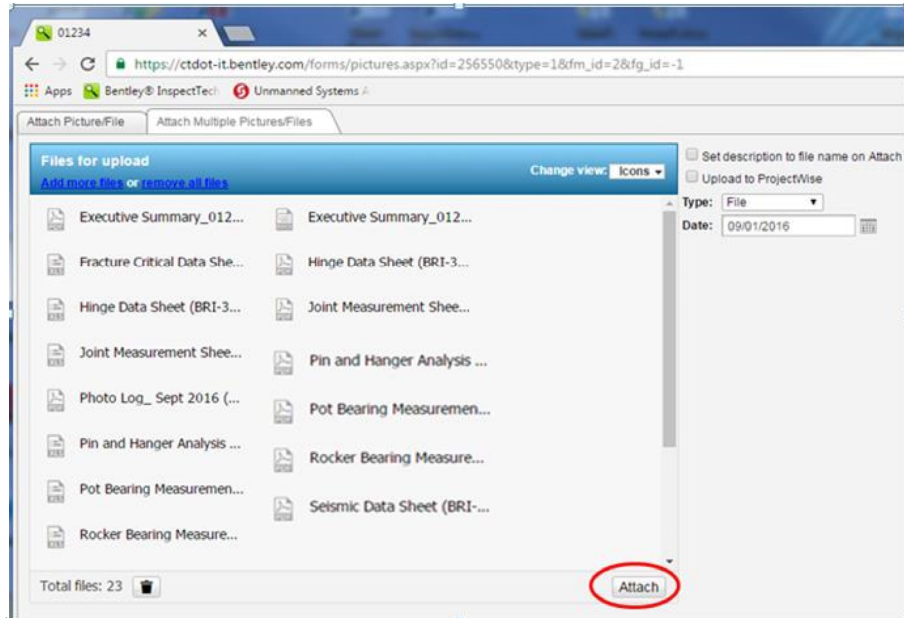 01234
https://ctdot-it.bentley.com/forms/pictures.aspx?id=256550&type=1&fm_id=2&fg_id=-1
Apps Bentley® InspectTech Unmanned Systems A
Attach Picture/File Attach Multiple Pictures/Files
Files for upload
Add more files or remove all files
Change view: Icons
Set description to file name on Attach
Upload to ProjectWise
Type: File
Date: 09/01/2016
Executive Summary_012... Executive Summary_012...
Fracture Critical Data She... Hinge Data Sheet (BRI-3...
Hinge Data Sheet (BRI-3... Joint Measurement Shee...
Joint Measurement Shee... Pin and Hanger Analysis ...
Photo Log_ Sept 2016 (... Pot Bearing Measuremen...
Pin and Hanger Analysis ... Rocker Bearing Measure...
Pot Bearing Measuremen... Seismic Data Sheet (BRI-...
Rocker Bearing Measure...
Total files: 23 Attach